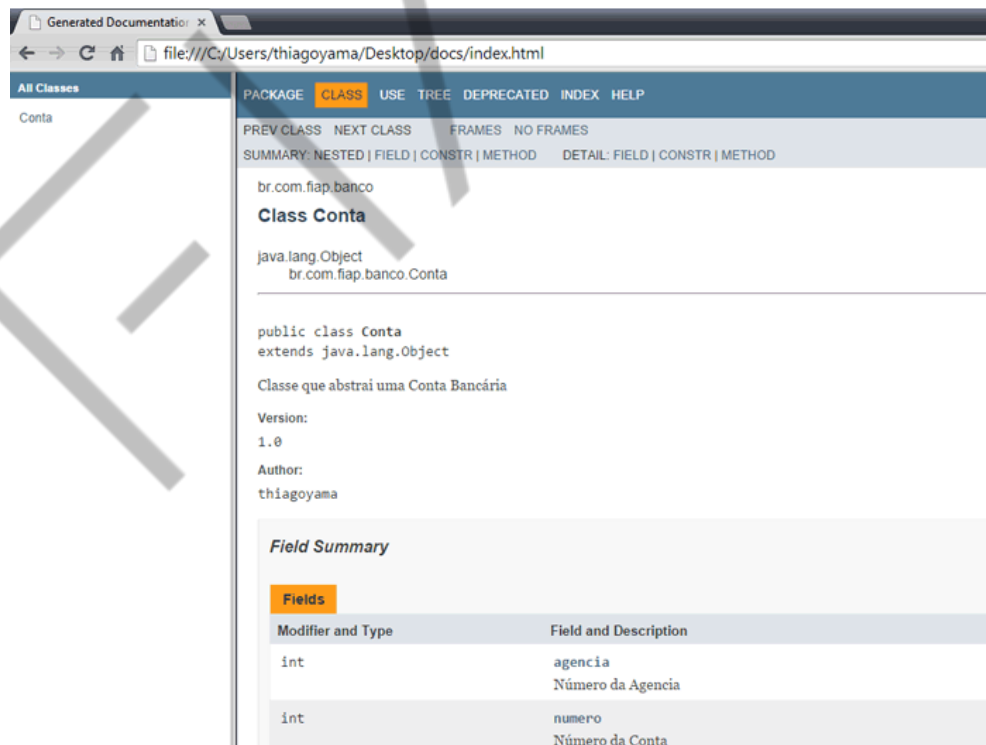 Generated Documentatio
file:///C:/Users/thiagoyama/Desktop/docs/index.html
All Classes
Conta
PACKAGE CLASS USE TREE DEPRECATED INDEX HELP
PREV CLASS NEXT CLASS FRAMES NO FRAMES
SUMMARY: NESTED | FIELD | CONSTR | METHOD DETAIL: FIELD | CONSTR | METHOD
br.com.fiap.banco
Class Conta
java.lang.Object
br.com.fiap.banco.Conta
public class Conta
extends java.lang.Object
Classe que abstrai uma Conta Bancária
Version:
1.0
Author:
thiagoyama
Field Summary
Fields
Modifier and Type Field and Description
int agencia
Número da Agencia
int numero
Número da Conta